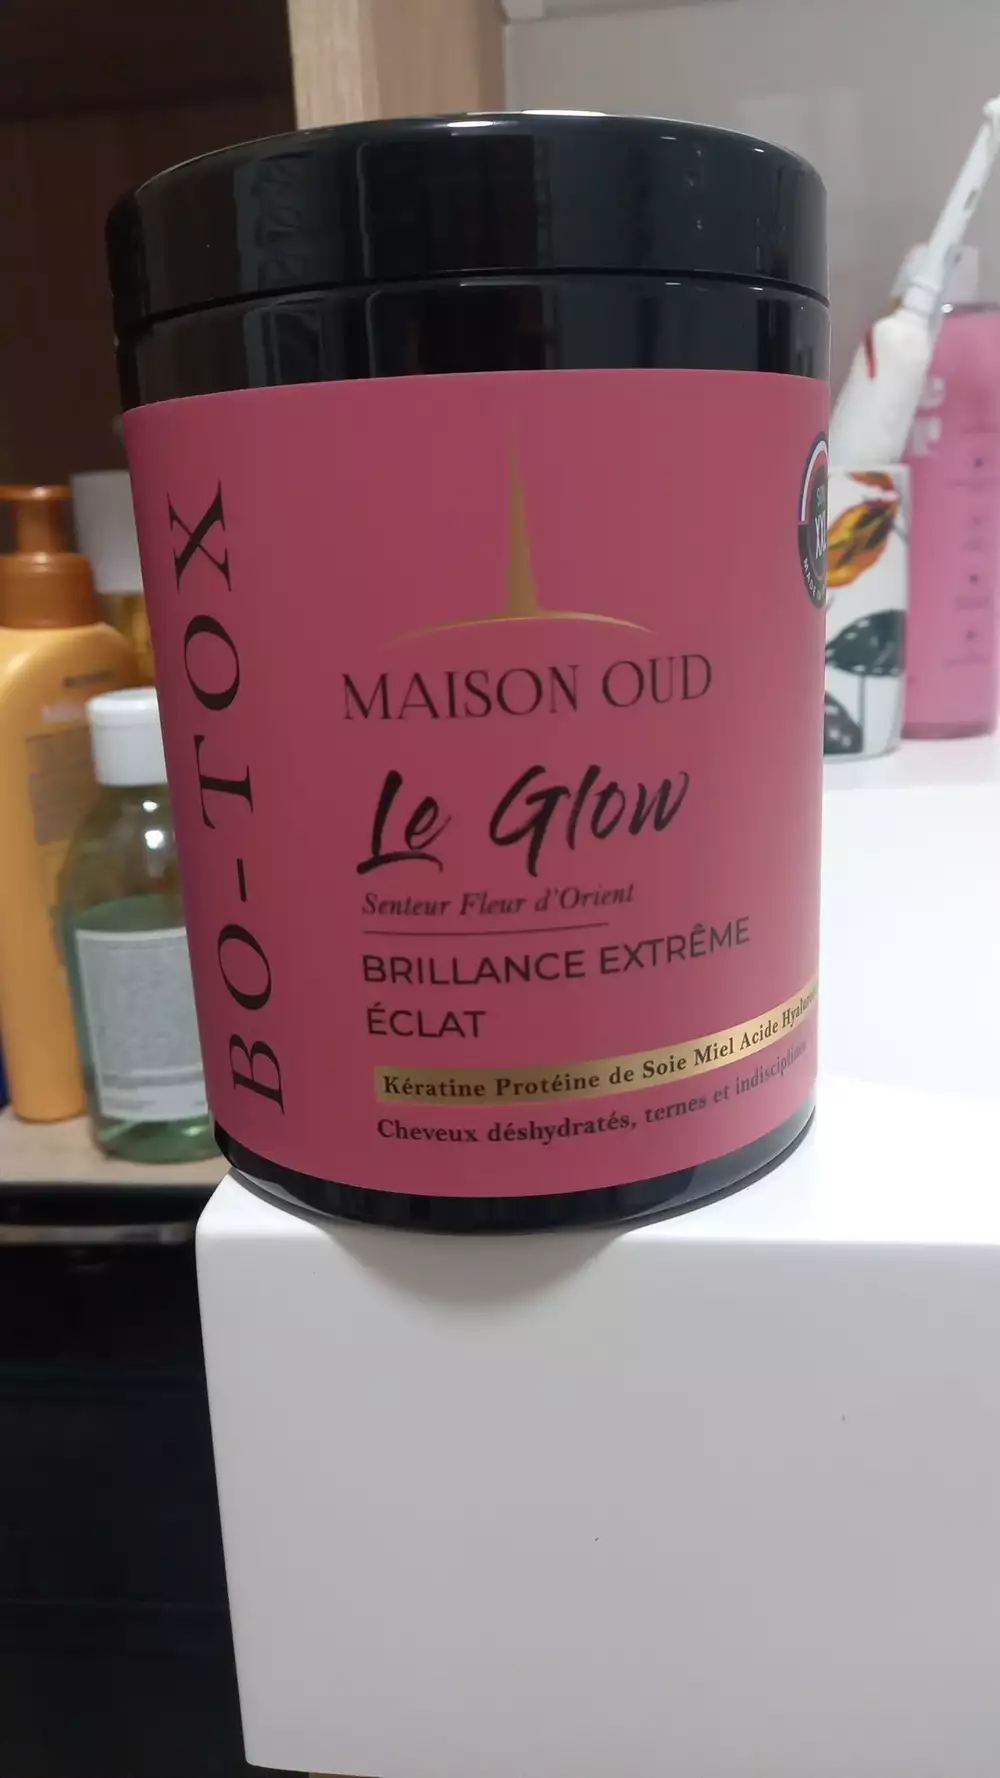 BO-TOX
MAISON OUD
Le Glow
Senteur Fleur d'Orient
BRILLANCE EXTRÊME
ÉCLAT
Kératine Protéine de Soie Miel Acide
Cheveux déshydratés, ternes et
XXL